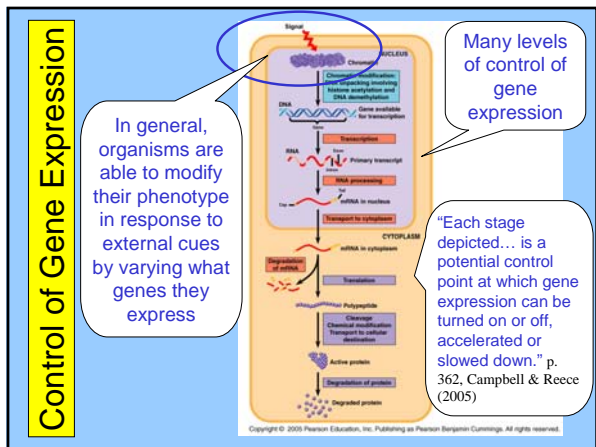 Control of Gene Expression
In general,
organisms are
able to modify
their phenotype
in response to
external cues
by varying what
genes they
express
Signal
NUCLEUS
Chromatin
Chromatin modification:
DNA unpacking involving
histone acetylation and
DNA demethylation
DNA
Gene available
for transcription
Gene
Transcription
RNA
Exon
Primary transcript
Intron
RNA processing
Tail
Cap
mRNA in nucleus
Transport to cytoplasm
CYTOPLASM
mRNA in cytoplasm
Degradation
of mRNA
Translation
Polypeptide
Cleavage
Chemical modification
Transport to cellular
destination
Active protein
Degradation of protein
Degraded protein
Many levels
of control of
gene
expression
“Each stage
depicted… is a
potential control
point at which gene
expression can be
turned on or off,
accelerated or
slowed down.” p.
362, Campbell & Reece
(2005)
Copyright © 2005 Pearson Education, Inc. Publishing as Pearson Benjamin Cummings. All rights reserved.